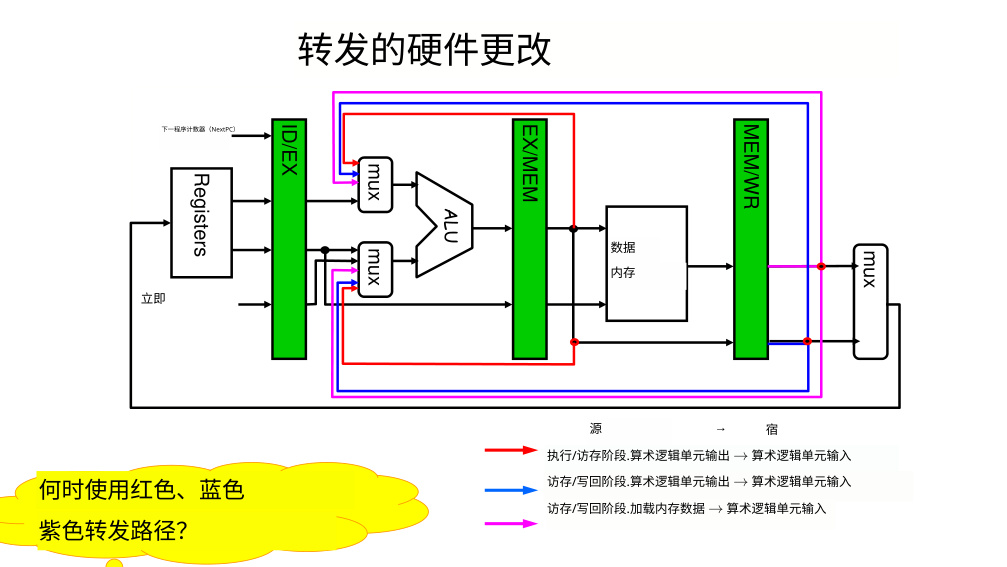 转发的硬件更改
下一程序计数器（NextPC）
ID/EX
EX/MEM
MEM/WR
mux
Registers
ALU
mux
数据
内存
mux
立即
源 → 宿
执行/访存阶段.算术逻辑单元输出 → 算术逻辑单元输入
访存/写回阶段.算术逻辑单元输出 → 算术逻辑单元输入
访存/写回阶段.加载内存数据 → 算术逻辑单元输入
何时使用红色、蓝色
紫色转发路径？